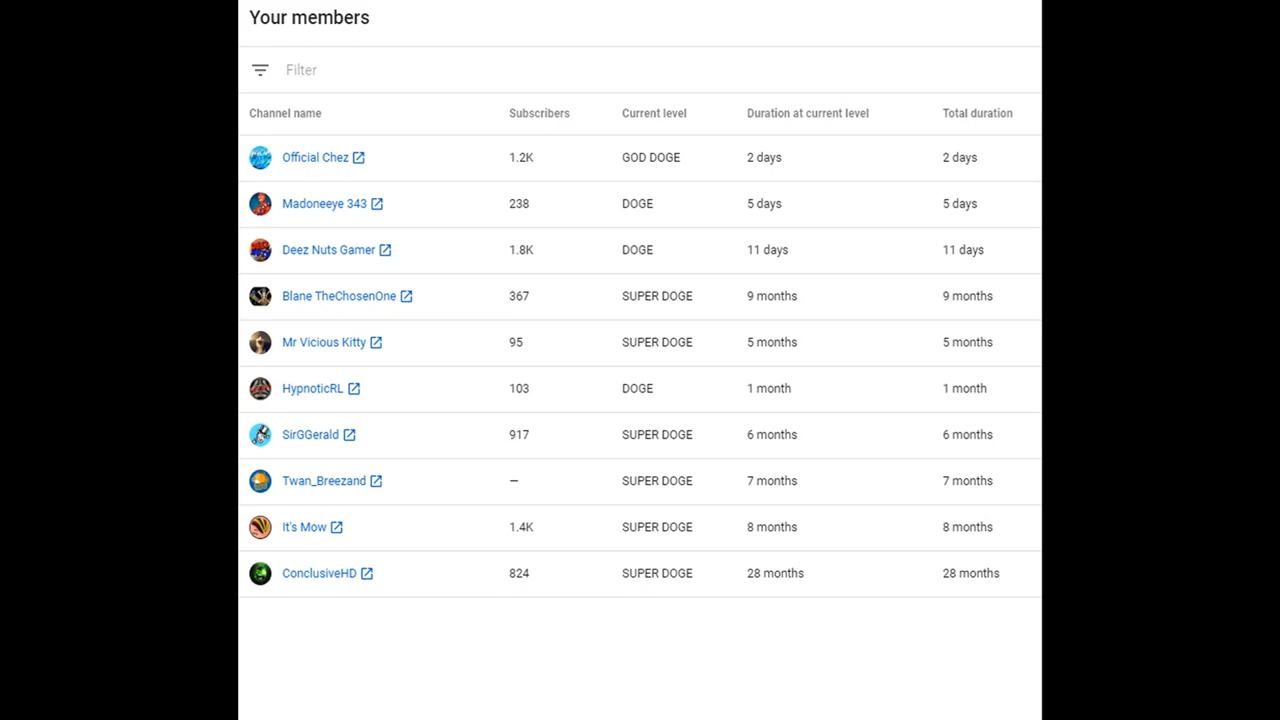 Your members
Filter
Channel name Subscribers Current level Duration at current level Total duration
Official Chez 1.2K GOD DOGE 2 days 2 days
Madoneeye 343 238 DOGE 5 days 5 days
Deez Nuts Gamer 1.8K DOGE 11 days 11 days
Blane TheChosenOne 367 SUPER DOGE 9 months 9 months
Mr Vicious Kitty 95 SUPER DOGE 5 months 5 months
HypnoticRL 103 DOGE 1 month 1 month
SirGGerald 917 SUPER DOGE 6 months 6 months
Twan_Breezand – SUPER DOGE 7 months 7 months
It's Mow 1.4K SUPER DOGE 8 months 8 months
ConclusiveHD 824 SUPER DOGE 28 months 28 months